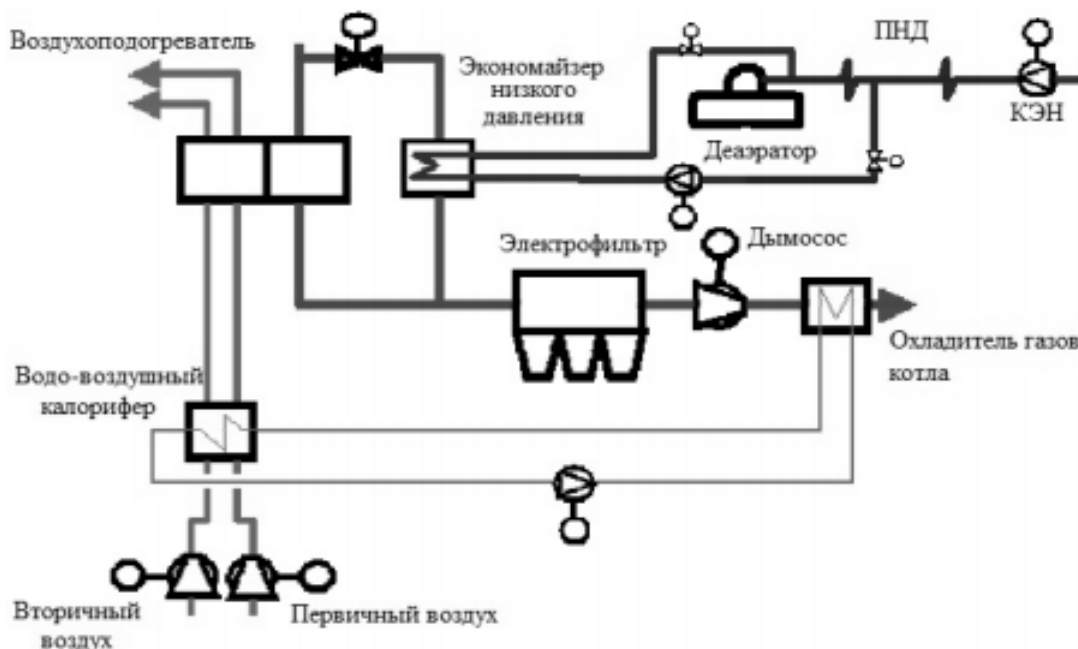 Воздухоподогреватель
ПНД
Экономайзер
низкого
давления
КЭН
Деаэратор
Электрофильтр
Дымосос
Охладитель газов
котла
Водо-воздушный
калорифер
Вторичный
воздух
Первичный воздух